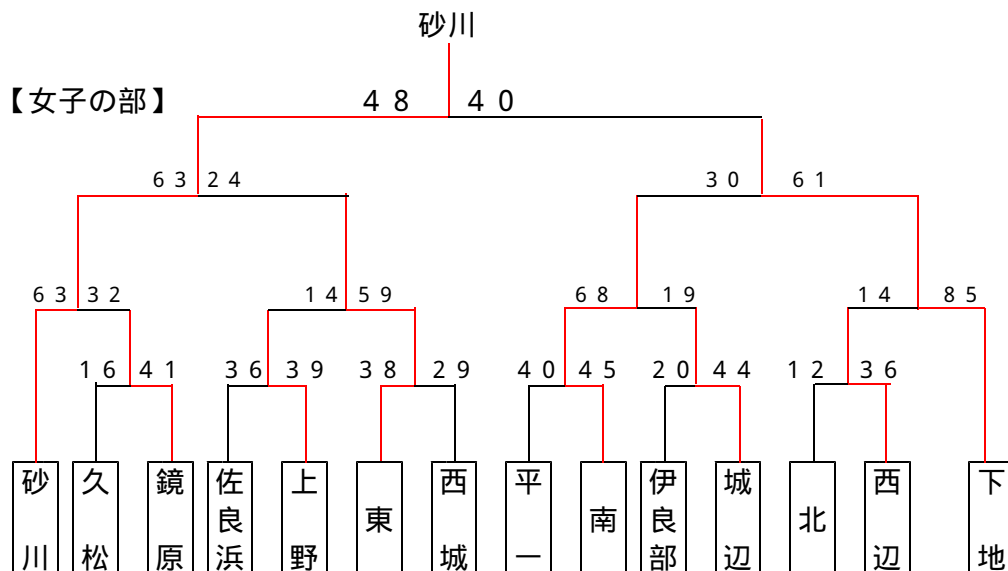 砂川
【女子の部】
48 40
63 24
30 61
63 32
14 59
68 19
14 85
16 41
36 39
38 29
40 45
20 44
12 36
砂川
久松
鏡原
佐良浜
上野
東
西城
平一
南
伊良部
城辺
北
西辺
下地